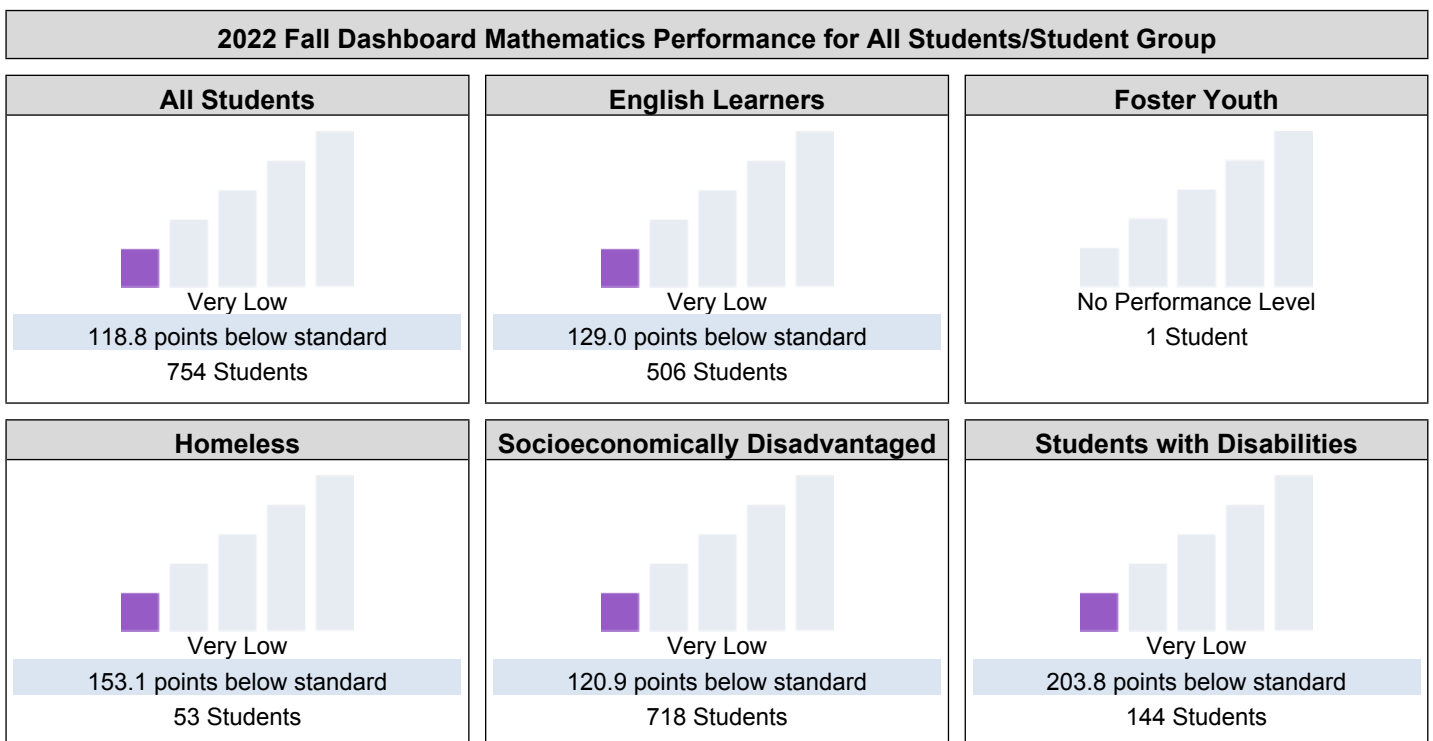 2022 Fall Dashboard Mathematics Performance for All Students/Student Group
All Students
Very Low
118.8 points below standard
754 Students
English Learners
Very Low
129.0 points below standard
506 Students
Foster Youth
No Performance Level
1 Student
Homeless
Very Low
153.1 points below standard
53 Students
Socioeconomically Disadvantaged
Very Low
120.9 points below standard
718 Students
Students with Disabilities
Very Low
203.8 points below standard
144 Students